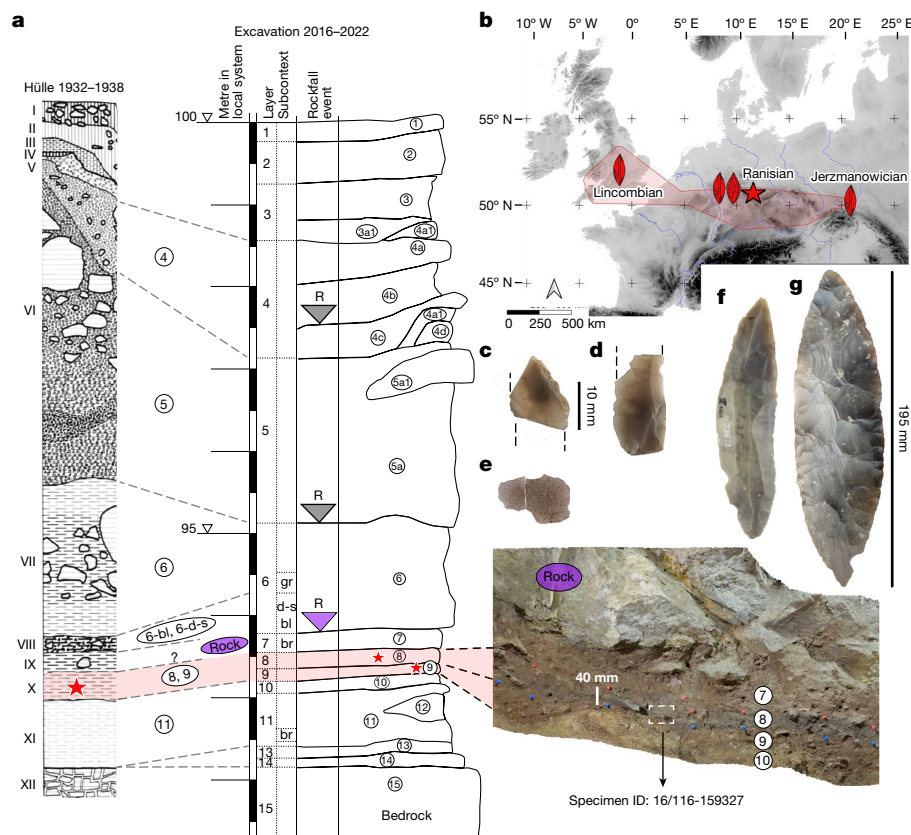 a
Excavation 2016–2022
Hülle 1932–1938
Metre in
local system
Layer
Subcontext
Rockfall
event
I
II
III
IV
V
VI
VII
VIII
IX
X
XI
XII
4
5
6
6-bl, 6-d-s
?
8, 9
11
Rock
100
95
1
2
3
4
5
6
7
8
9
10
11
13
14
15
gr
d-s
bl
br
br
R
R
R
1
2
3
3a1
4a1
4a
4b
4a1
4c
4d
5a1
5a
6
7
8
9
10
12
11
13
14
15
Bedrock
b
10° W
5° W
0°
5° E
10° E
15° E
20° E
25° E
55° N
50° N
45° N
Lincombian
Ranisian
Jerzmanowician
0 250 500 km
c
d
10 mm
e
f
g
195 mm
Rock
40 mm
7
8
9
10
Specimen ID: 16/116-159327